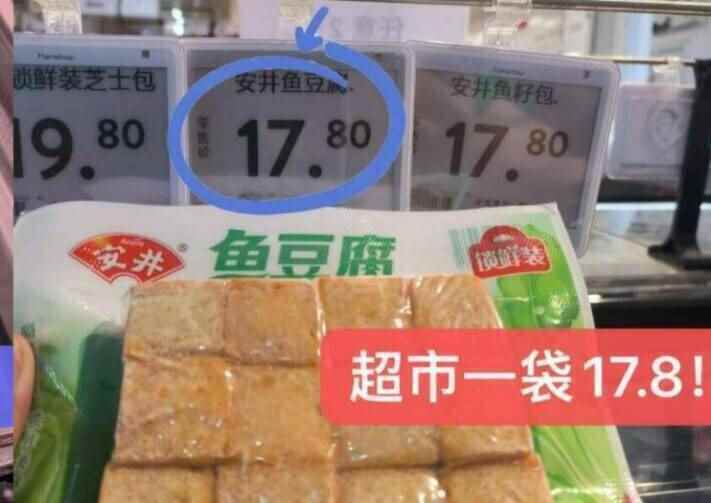 锁鲜装芝士包
19.80
安井鱼豆腐
17.80
安井鱼籽包
17.80
安井®
鱼豆腐
锁鲜装
超市一袋17.8！